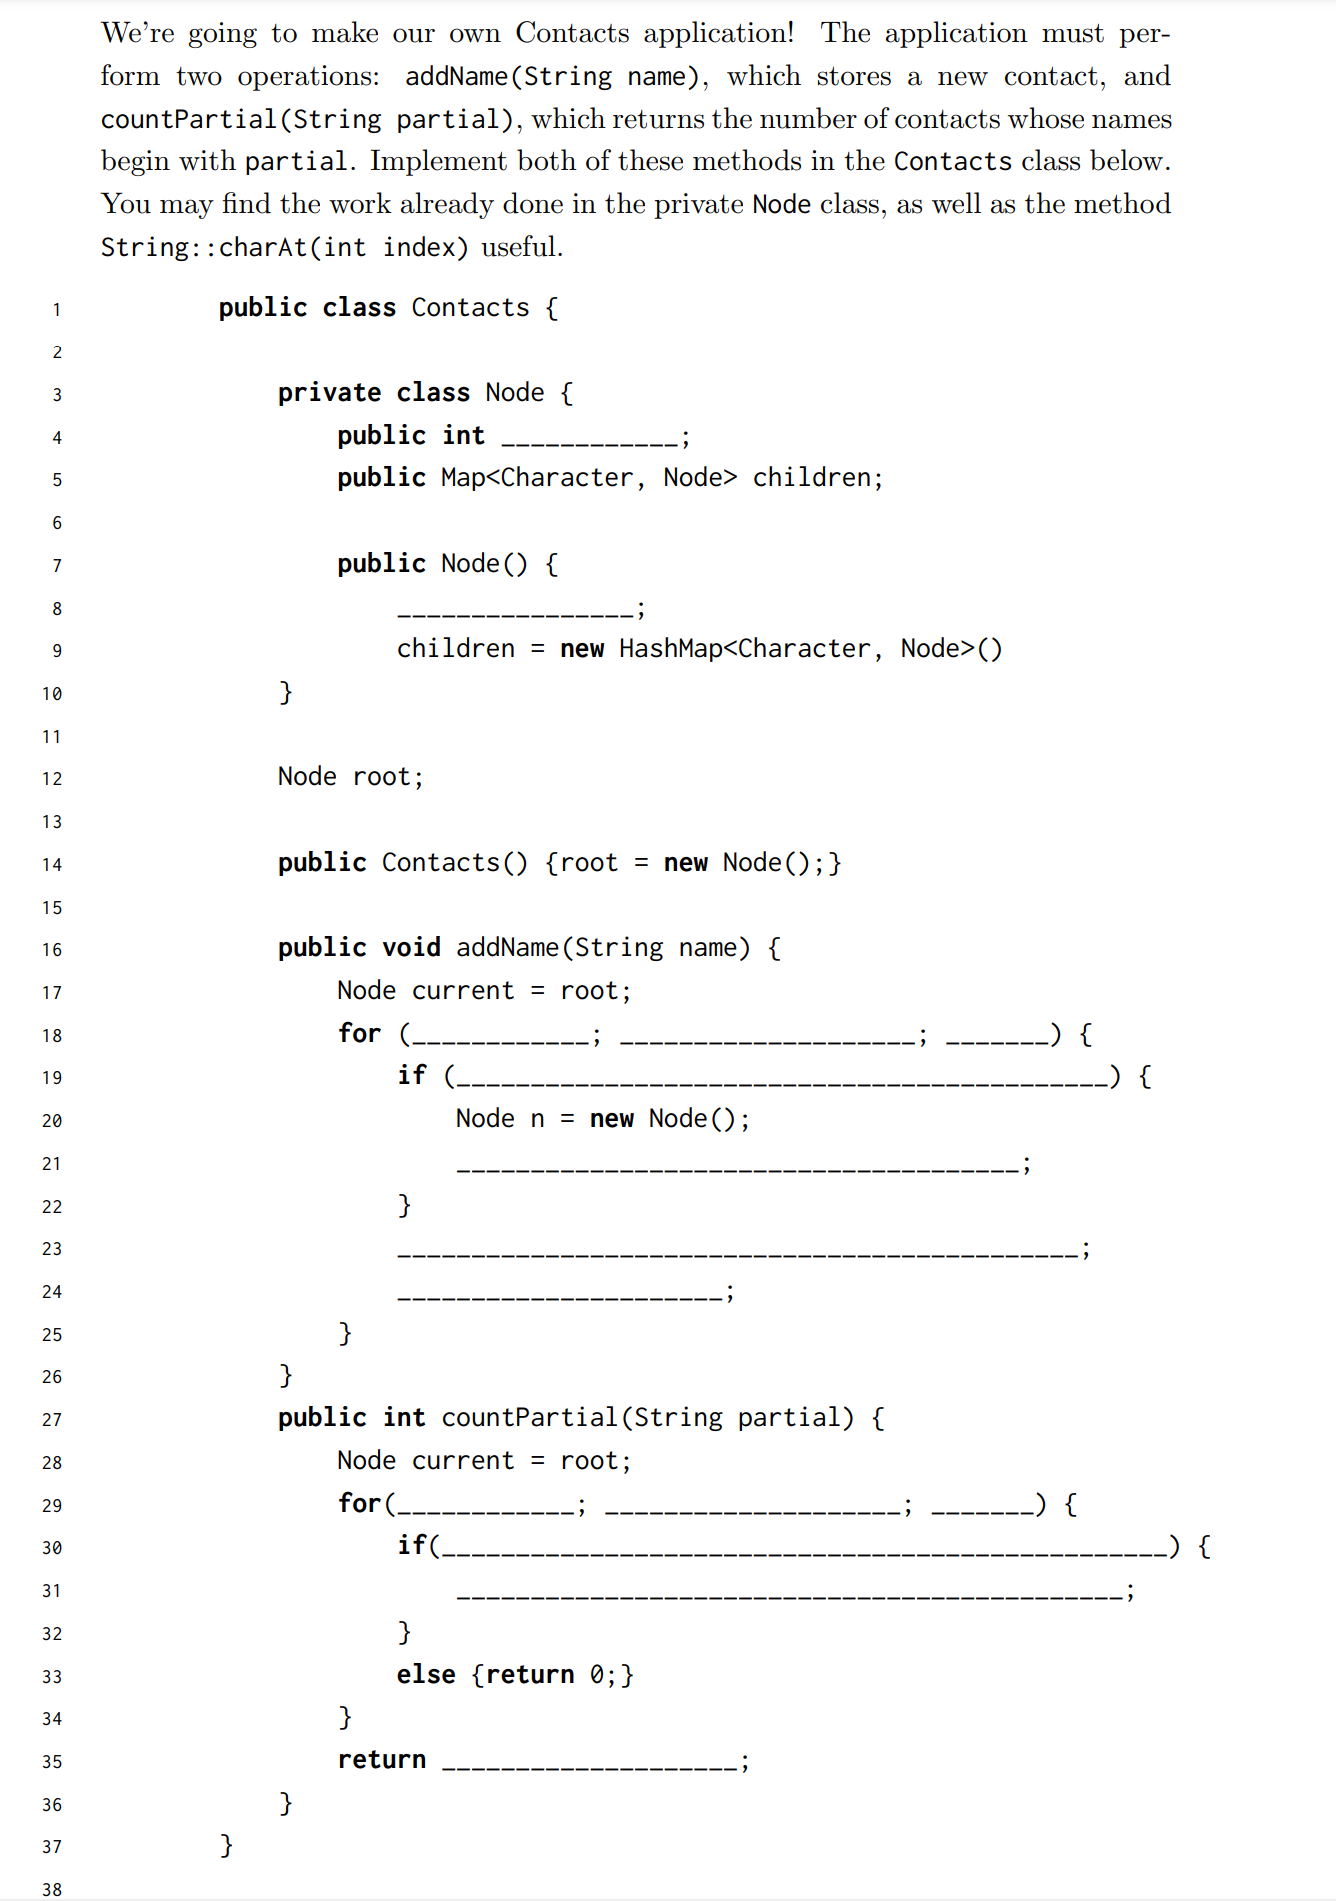 We're going to make our own Contacts application! The application must per-
form two operations: addName(String name), which stores a new contact, and
countPartial(String partial), which returns the number of contacts whose names
begin with partial. Implement both of these methods in the Contacts class below.
You may find the work already done in the private Node class, as well as the method
String::charAt(int index) useful.
1 public class Contacts {
2
3 private class Node {
4 public int ____________;
5 public Map<Character, Node> children;
6
7 public Node() {
8 ________________;
9 children = new HashMap<Character, Node>()
10 }
11
12 Node root;
13
14 public Contacts() {root = new Node();}
15
16 public void addName(String name) {
17 Node current = root;
18 for (____________; ____________________; _______) {
19 if (____________________________________________) {
20 Node n = new Node();
21 ______________________________________;
22 }
23 ______________________________________________;
24 ______________________;
25 }
26 }
27 public int countPartial(String partial) {
28 Node current = root;
29 for(____________; ____________________; _______) {
30 if(_________________________________________________) {
31 _____________________________________________;
32 }
33 else {return 0;}
34 }
35 return ____________________;
36 }
37 }
38